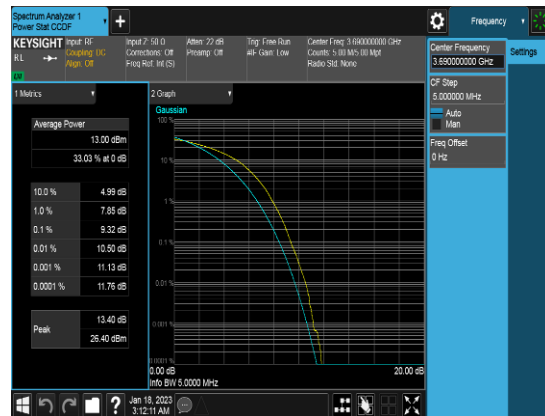 Spectrum Analyzer 1
Power Stat CCDF
Frequency
KEYSIGHT
R L
LW
Input: RF
Coupling: DC
Align: Off
Input Z: 50 Ω
Corrections: Off
Freq Ref: Int (S)
Atten: 22 dB
Preamp: Off
Trig: Free Run
#IF Gain: Low
Center Freq: 3.690000000 GHz
Counts: 5.00 M/5.00 Mpt
Radio Std: None
Center Frequency
3.690000000 GHz
Settings
CF Step
5.000000 MHz
Auto
Man
Freq Offset
0 Hz
1 Metrics
2 Graph
Gaussian
Average Power
13.00 dBm
33.03 % at 0 dB
10.0 % 4.99 dB
1.0 % 7.85 dB
0.1 % 9.32 dB
0.01 % 10.50 dB
0.001 % 11.13 dB
0.0001 % 11.76 dB
Peak
13.40 dB
26.40 dBm
100 %
10 %
1 %
0.1 %
0.01 %
0.001 %
0.0001 %
0.00 dB
20.00 dB
Info BW 5.0000 MHz
?
Jan 18, 2023
3:12:11 AM